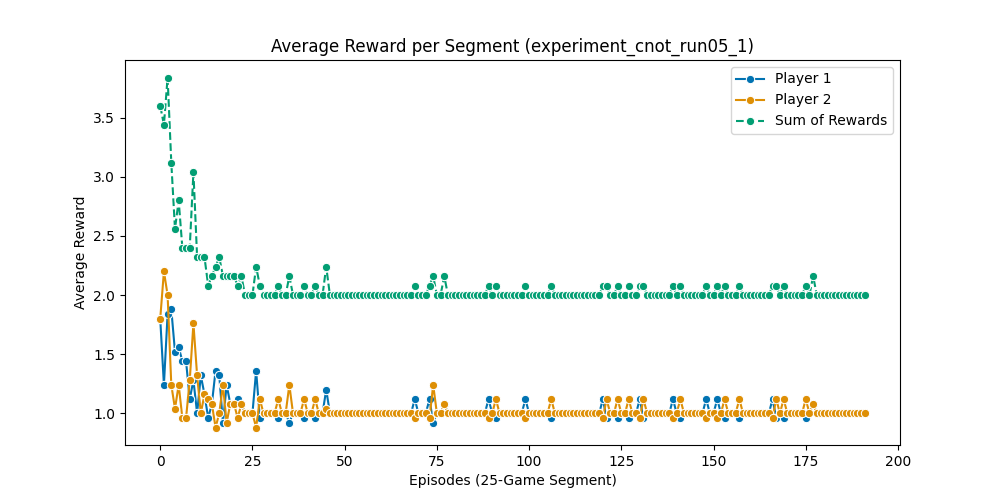 Average Reward per Segment (experiment_cnot_run05_1)
Player 1
Player 2
Sum of Rewards
Average Reward
3.5
3.0
2.5
2.0
1.5
1.0
0 25 50 75 100 125 150 175 200
Episodes (25-Game Segment)